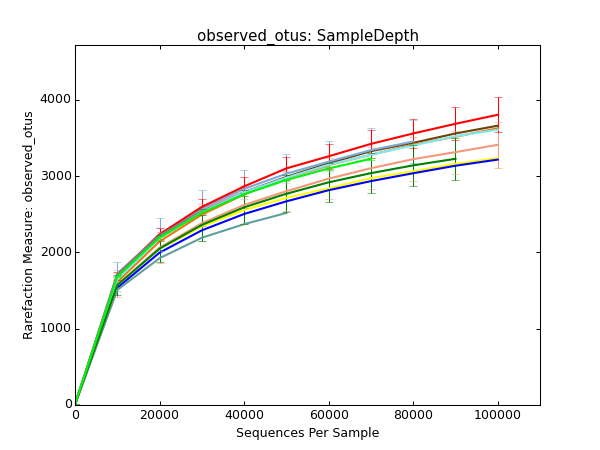 observed_otus: SampleDepth
Rarefaction Measure: observed_otus
4000
3000
2000
1000
0
0 20000 40000 60000 80000 100000
Sequences Per Sample